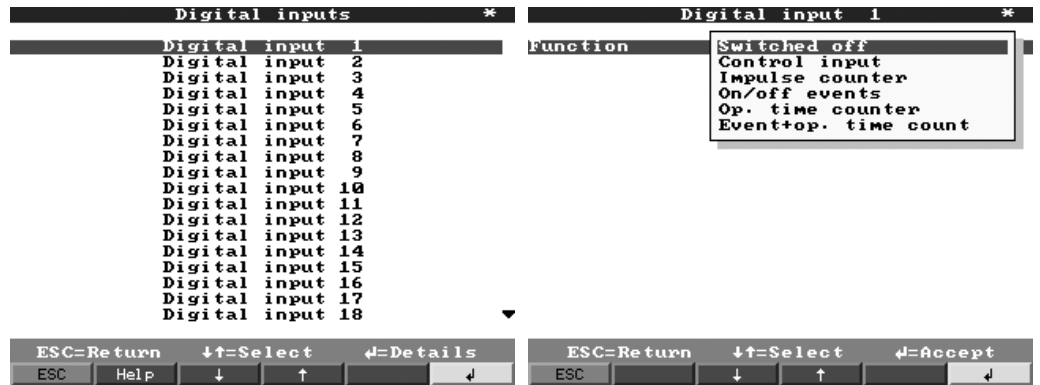 Digital inputs *
Digital input 1
Digital input 2
Digital input 3
Digital input 4
Digital input 5
Digital input 6
Digital input 7
Digital input 8
Digital input 9
Digital input 10
Digital input 11
Digital input 12
Digital input 13
Digital input 14
Digital input 15
Digital input 16
Digital input 17
Digital input 18
ESC=Return ↓↑=Select ↲=Details
ESC Help ↓ ↑ ↲
Digital input 1 *
Function Switched off
Control input
Impulse counter
On/off events
Op. time counter
Event+op. time count
ESC=Return ↓↑=Select ↲=Accept
ESC ↓ ↑ ↲